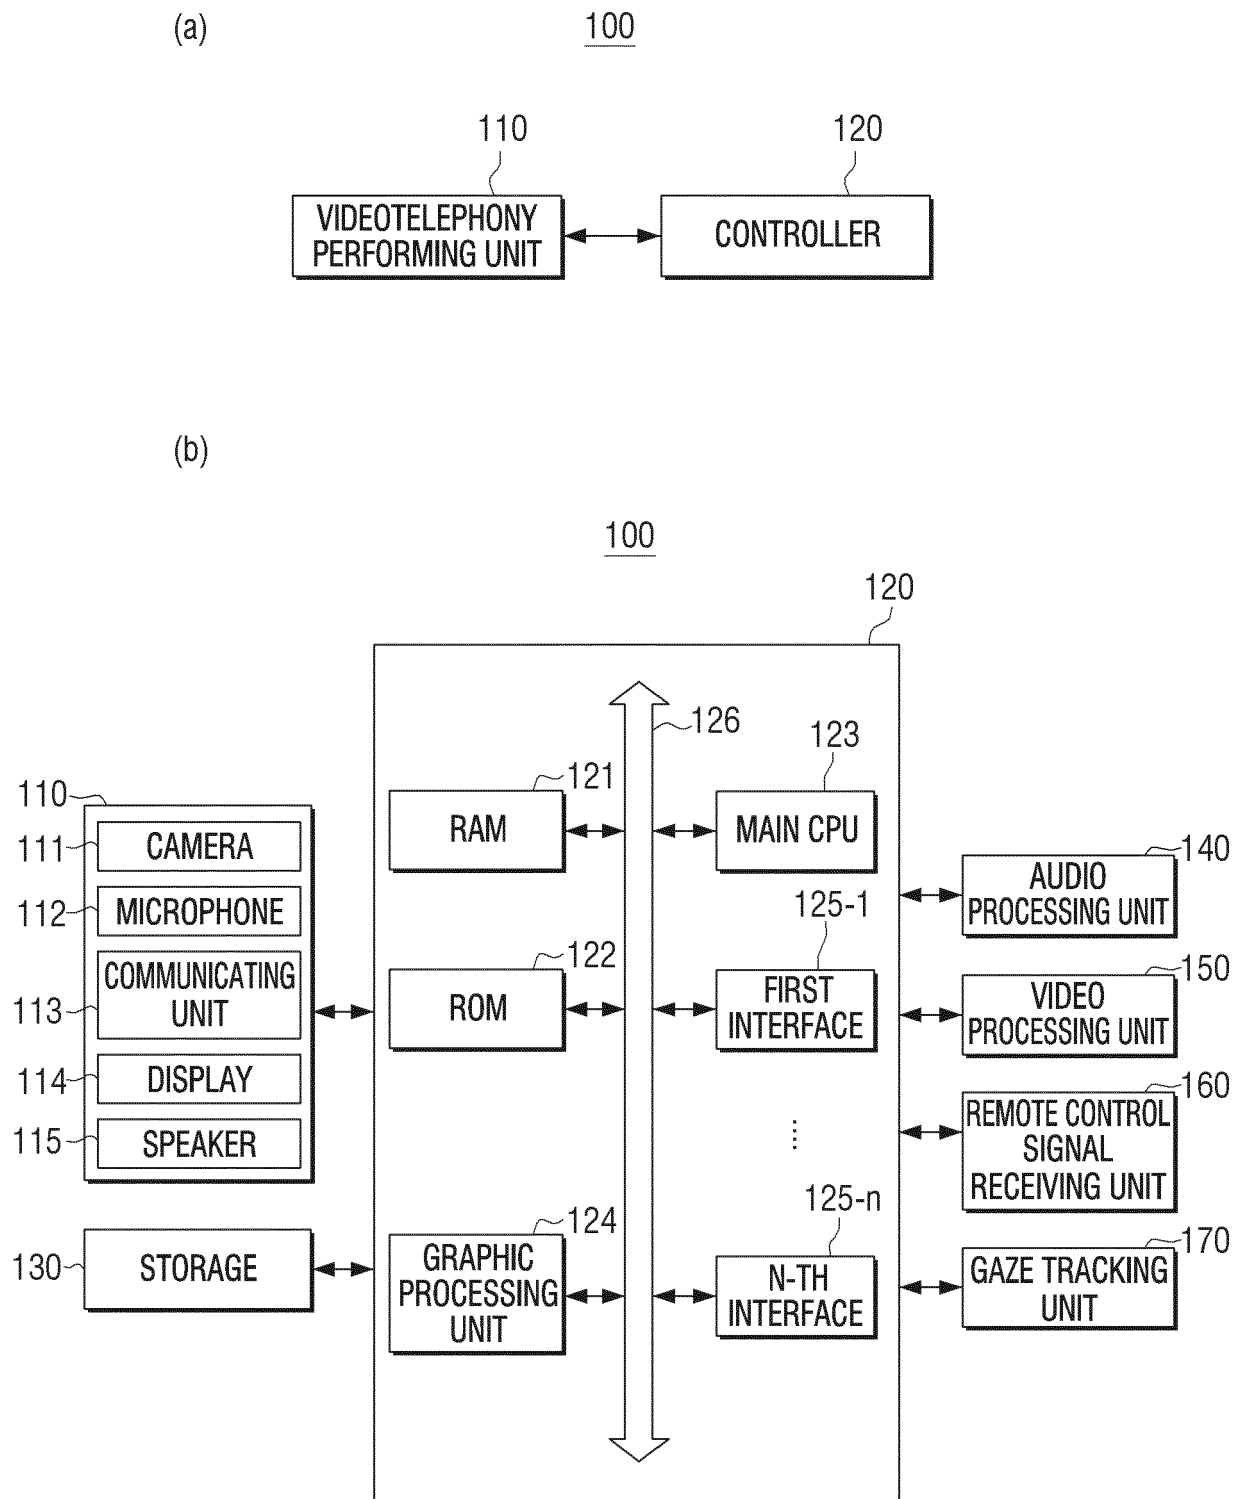 (a)
100
110
120
VIDEOTELEPHONY
PERFORMING UNIT
CONTROLLER
(b)
100
120
126
121
RAM
123
MAIN CPU
110
111
CAMERA
112
MICROPHONE
113
COMMUNICATING
UNIT
114
DISPLAY
115
SPEAKER
122
ROM
125-1
FIRST
INTERFACE
140
AUDIO
PROCESSING UNIT
150
VIDEO
PROCESSING UNIT
160
REMOTE CONTROL
SIGNAL
RECEIVING UNIT
130
STORAGE
124
GRAPHIC
PROCESSING
UNIT
125-n
N-TH
INTERFACE
170
GAZE TRACKING
UNIT